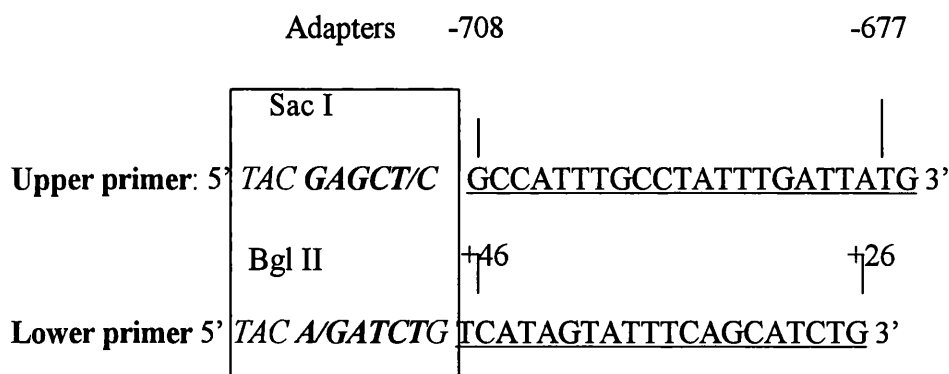 Adapters -708 -677
Sac I
Upper primer: 5' TAC GAGCT/C GCCATTTGCCTATTTGATTATG 3'
Bgl II +46 +26
Lower primer 5' TAC A/GATCTG TCATAGTATTTCAGCATCTG 3'